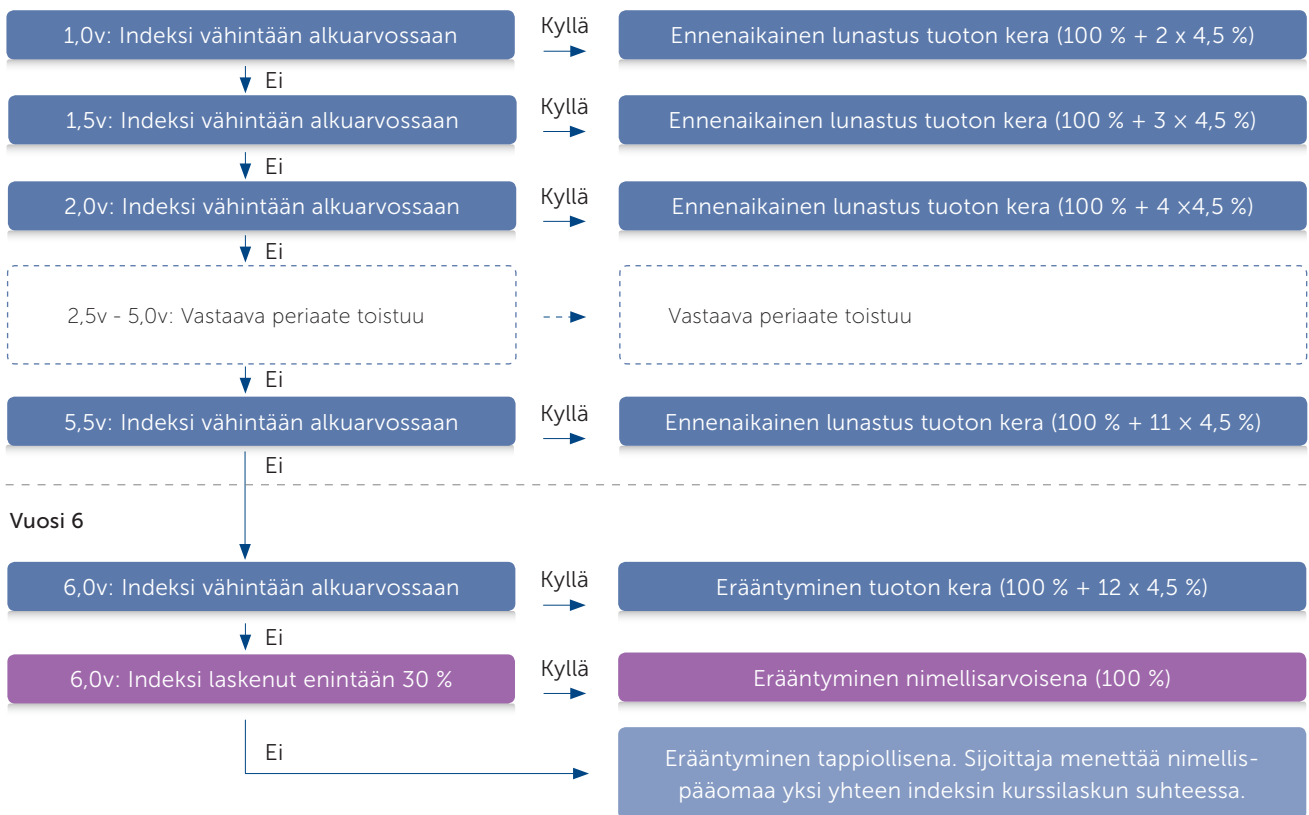 1,0v: Indeksi vähintään alkuarvossaan
Kyllä
Ennenaikainen lunastus tuoton kera (100 % + 2 x 4,5 %)
Ei
1,5v: Indeksi vähintään alkuarvossaan
Kyllä
Ennenaikainen lunastus tuoton kera (100 % + 3 × 4,5 %)
Ei
2,0v: Indeksi vähintään alkuarvossaan
Kyllä
Ennenaikainen lunastus tuoton kera (100 % + 4 ×4,5 %)
Ei
2,5v - 5,0v: Vastaava periaate toistuu
Vastaava periaate toistuu
Ei
5,5v: Indeksi vähintään alkuarvossaan
Kyllä
Ennenaikainen lunastus tuoton kera (100 % + 11 × 4,5 %)
Ei
Vuosi 6
6,0v: Indeksi vähintään alkuarvossaan
Kyllä
Erääntyminen tuoton kera (100 % + 12 x 4,5 %)
Ei
6,0v: Indeksi laskenut enintään 30 %
Kyllä
Erääntyminen nimellisarvoisena (100 %)
Ei
Erääntyminen tappiollisena. Sijoittaja menettää nimellis-
pääomaa yksi yhteen indeksin kurssilaskun suhteessa.